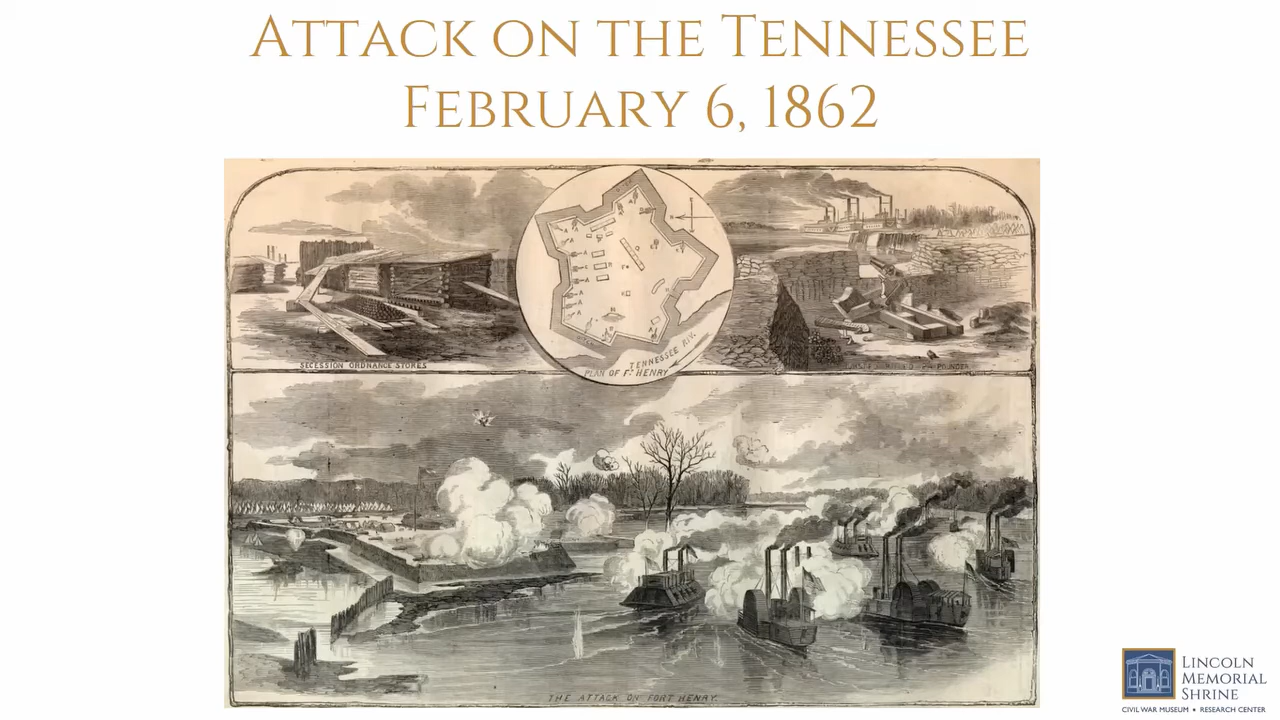 ATTACK ON THE TENNESSEE
FEBRUARY 6, 1862
SECESSION ORDNANCE STORES
TENNESSEE RIV.
PLAN OF FT. HENRY
THE ATTACK ON FORT HENRY.
LINCOLN
MEMORIAL
SHRINE
CIVIL WAR MUSEUM • RESEARCH CENTER